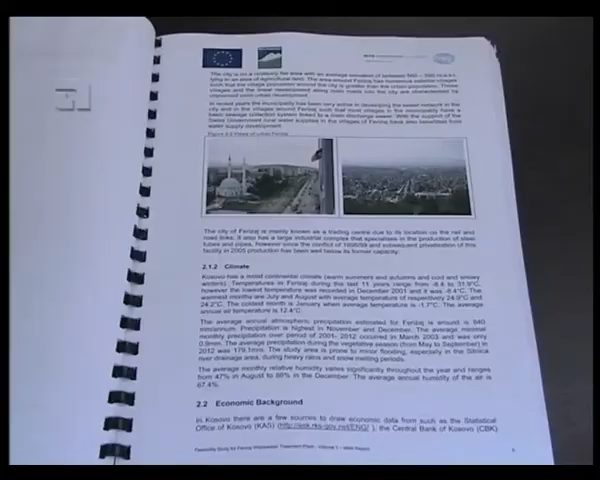 The city is on a relatively flat area with an average elevation of between 560 – 580 m.a.s.l.
lying in an area of agricultural land. The area around Ferizaj has numerous satellite villages
such that the village population around the city is greater than the urban population. These
villages and the linear development along main roads into the city are characterised by
unplanned semi urban development.
In recent years the municipality has been very active in developing the sewer network in the
city and in the villages around Ferizaj such that most villages in the municipality have a
basic sewage collection system linked to a main discharge sewer. With the support of the
Swiss Government rural water supplies in the villages of Ferizaj have also benefited from
water supply development.
Views of urban Ferizaj
The city of Ferizaj is mainly known as a trading centre due to its location on the rail and
road links. It also has a large industrial complex that specialises in the production of steel
tubes and pipes, however since the conflict of 1998/99 and subsequent privatisation of this
facility in 2005 production has been well below its former capacity.
2.1.2 Climate
Kosovo has a most continental climate (warm summers and autumns and cold and snowy
winters). Temperatures in Ferizaj during the last 11 years range from -8.4 to 31.9°C,
however the lowest temperature was recorded in December 2001 and it was -8.4°C. The
warmest months are July and August with average temperature of respectively 24.9°C and
24.2°C. The coldest month is January when average temperature is -1.7°C. The average
annual air temperature is 12.4°C.
The average annual atmospheric precipitation estimated for Ferizaj is around is 640
mm/annum. Precipitation is highest in November and December. The average minimal
monthly precipitation over period of 2001- 2012 occurred in March 2003 and was only
0.9mm. The average precipitation during the vegetative season (from May to September) in
2012 was 179.1mm. The study area is prone to minor flooding, especially in the Sitnica
river drainage area, during heavy rains and snow melting periods.
The average monthly relative humidity varies significantly throughout the year and ranges
from 47% in August to 86% in the December. The average annual humidity of the air is
67.4%.
2.2 Economic Background
In Kosovo there are a few sources to draw economic data from such as the Statistical
Office of Kosovo (KAS) (http://ask.rks-gov.net/ENG/ ), the Central Bank of Kosovo (CBK)
Feasibility Study for Ferizaj Wastewater Treatment Plant - Volume 1 - Main Report